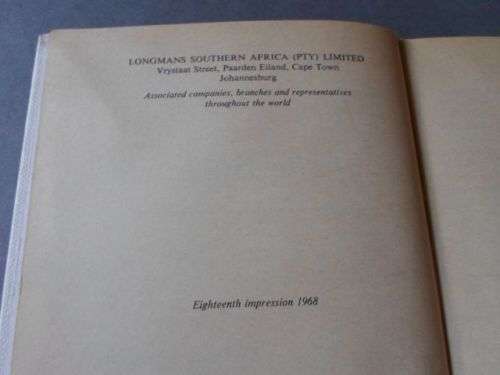 LONGMANS SOUTHERN AFRICA (PTY) LIMITED
Vrystaat Street, Paarden Eiland, Cape Town
Johannesburg
Associated companies, branches and representatives
throughout the world
Eighteenth impression 1968